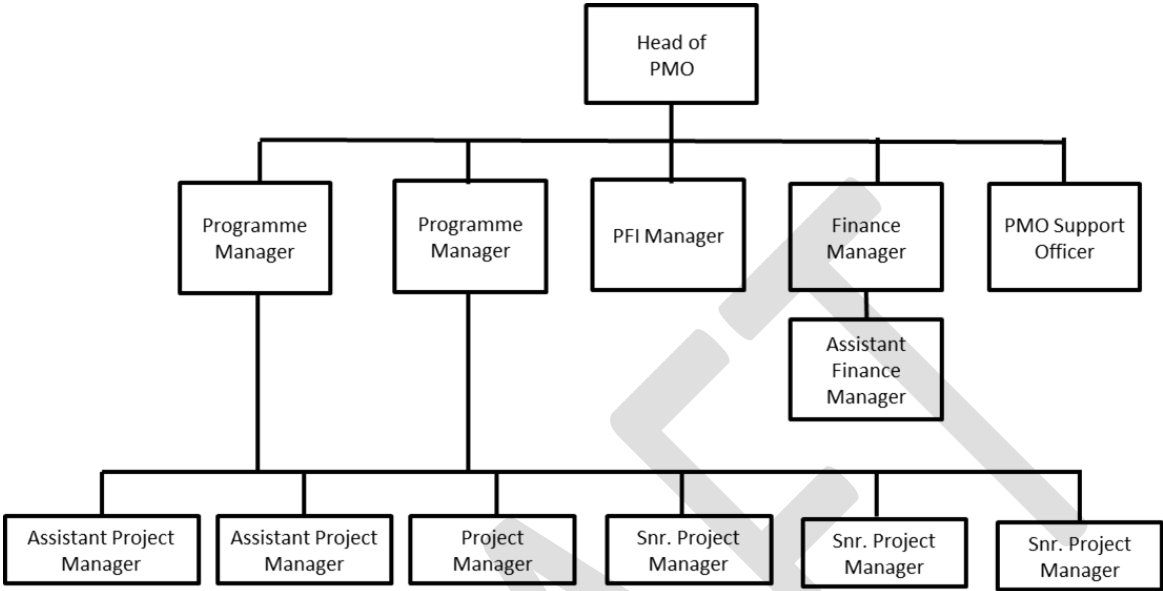 Head of
PMO
Programme
Manager
Programme
Manager
PFI Manager
Finance
Manager
PMO Support
Officer
Assistant
Finance
Manager
Assistant Project
Manager
Assistant Project
Manager
Project
Manager
Snr. Project
Manager
Snr. Project
Manager
Snr. Project
Manager